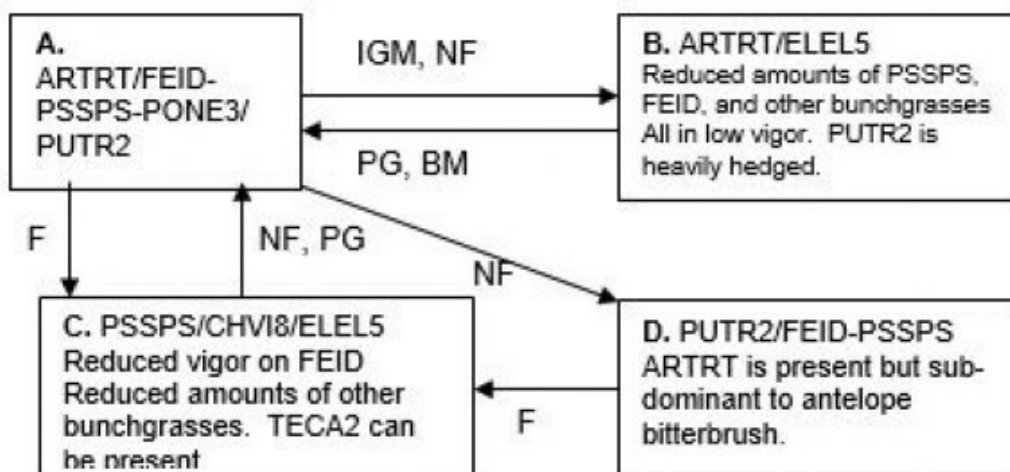 A.
ARTRT/FEID-
PSSPS-PONE3/
PUTR2
IGM, NF
PG, BM
B. ARTRT/ELEL5
Reduced amounts of PSSPS,
FEID, and other bunchgrasses
All in low vigor. PUTR2 is
heavily hedged.
F
NF, PG
NF
C. PSSPS/CHVI8/ELEL5
Reduced vigor on FEID
Reduced amounts of other
bunchgrasses. TECA2 can
be present
F
D. PUTR2/FEID-PSSPS
ARTRT is present but sub-
dominant to antelope
bitterbrush.